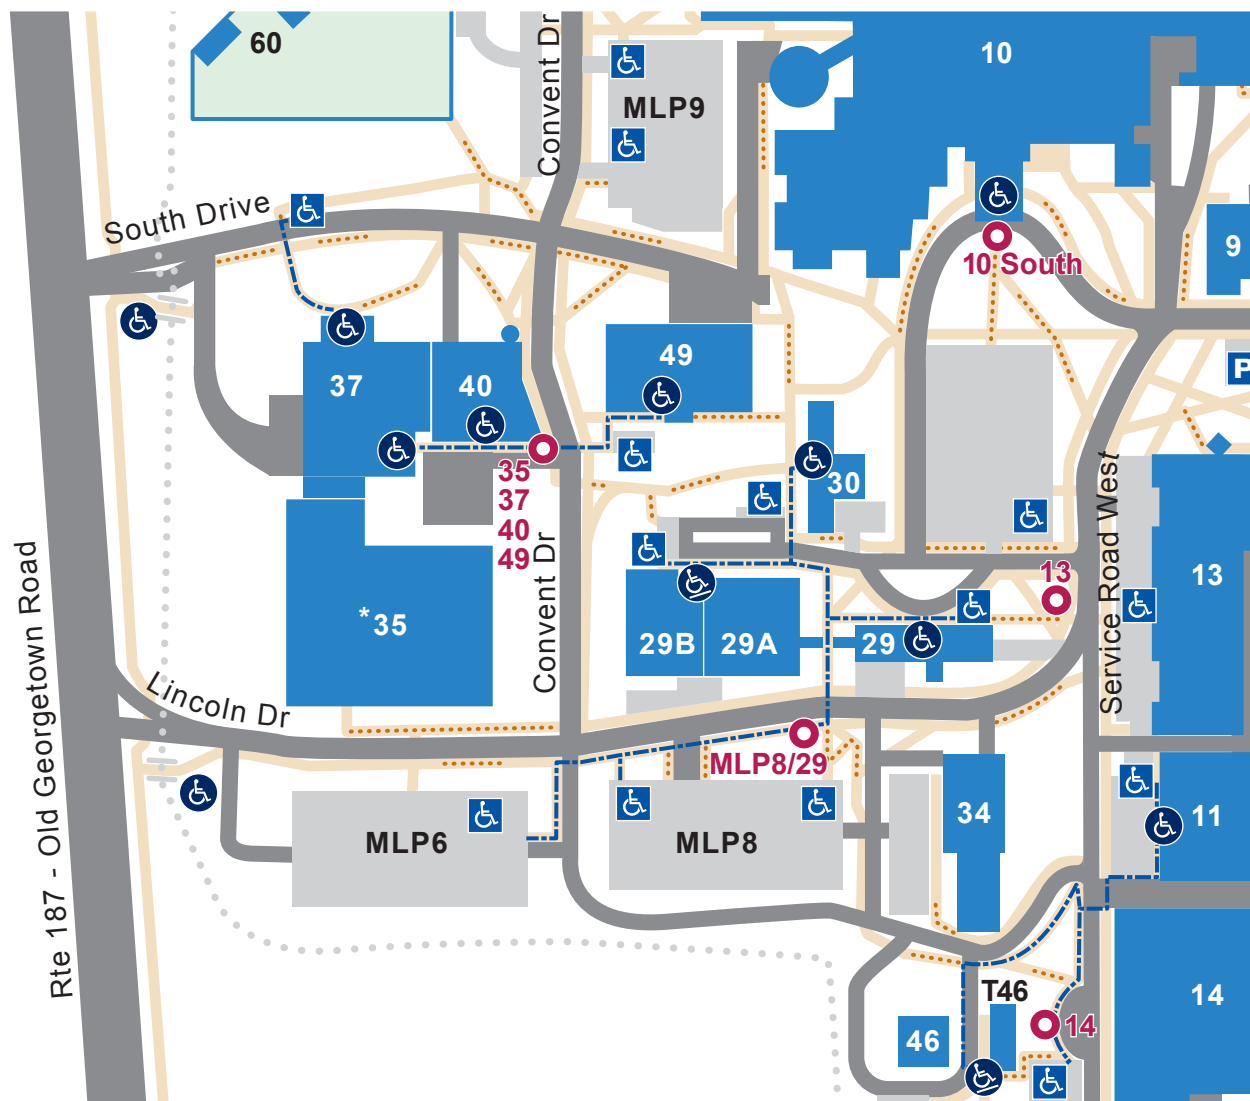 60
Convent Dr
MLP9
10
South Drive
9
10 South
37
40
49
P
35
37
40
49
30
Service Road West
13
13
Rte 187 - Old Georgetown Road
*35
Convent Dr
29B
29A
29
Lincoln Dr
MLP8/29
MLP6
MLP8
34
11
T46
14
14
46